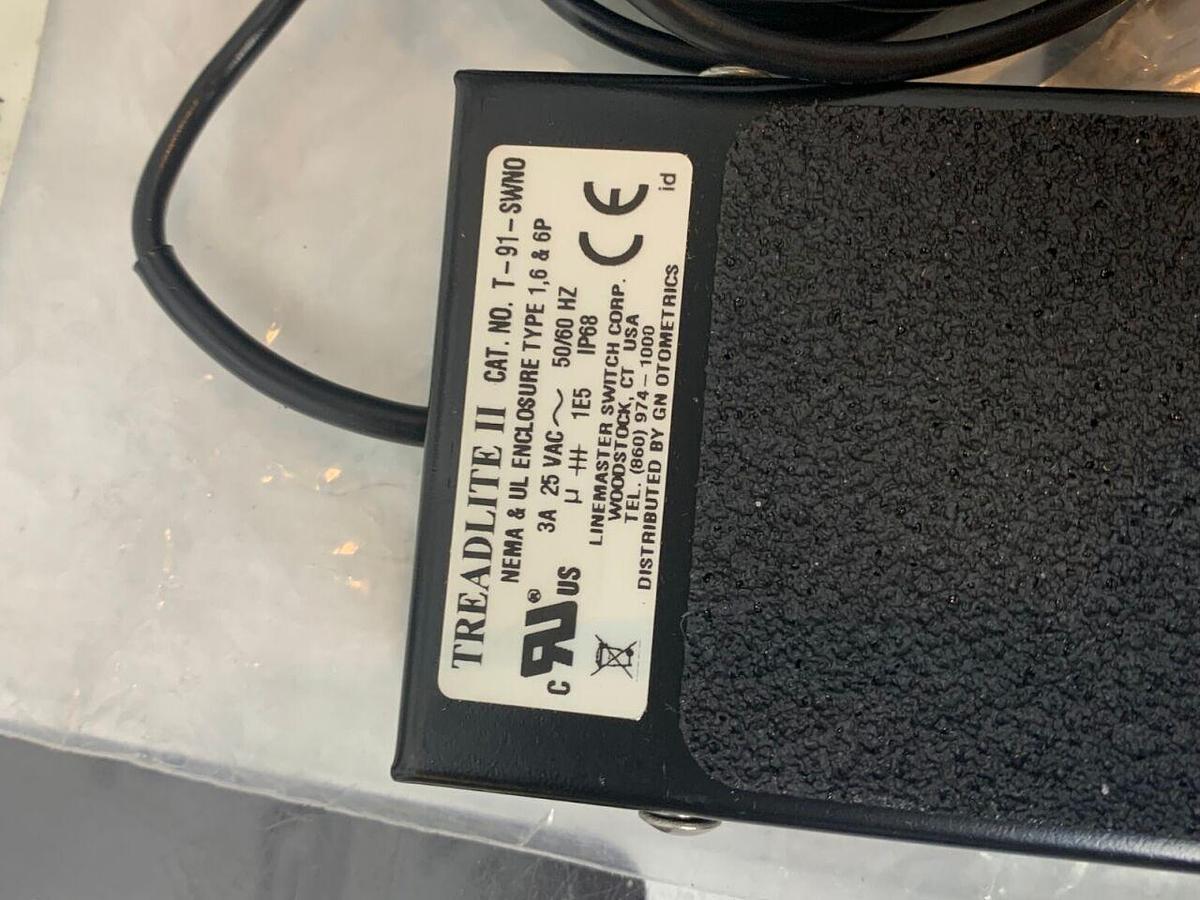 TREADLITE II CAT. NO. T-91-SWNO
NEMA & UL ENCLOSURE TYPE 1,6 & 6P
3A 25 VAC ~ 50/60 HZ
µ 1E5 IP68
LINEMASTER SWITCH CORP.
WOODSTOCK, CT USA
TEL. (860) 974-1000
DISTRIBUTED BY GN OTOMETRICS
C RU® US
CE
id